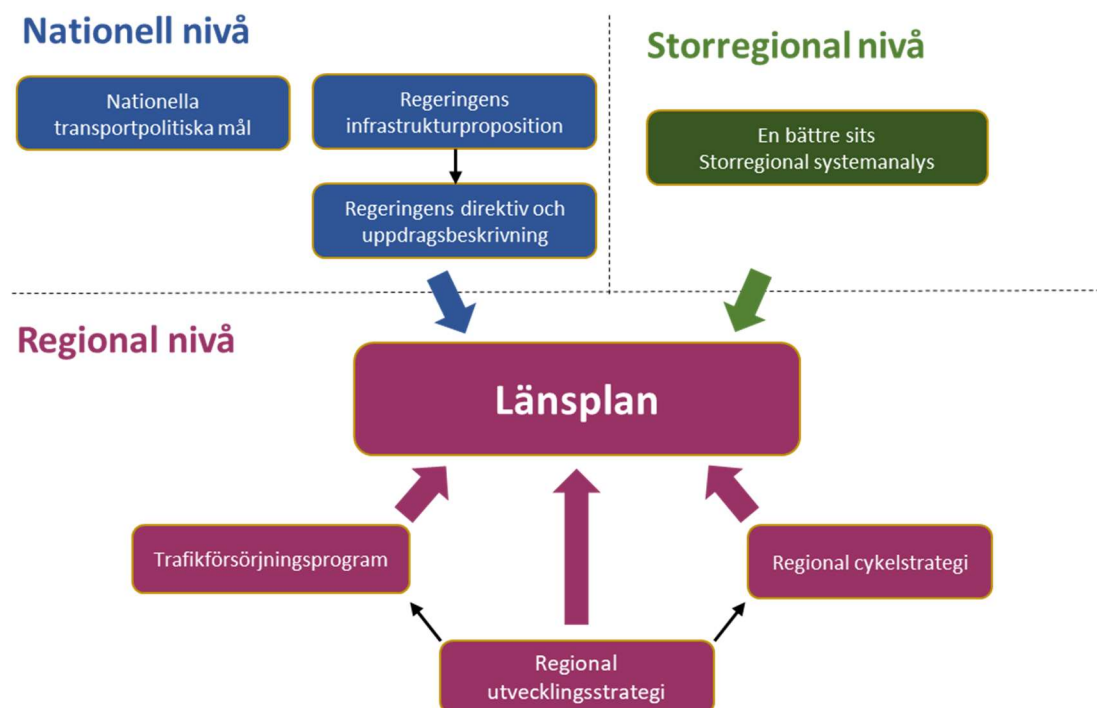 Nationell nivå
Nationella
transportpolitiska mål
Regeringens
infrastrukturproposition
Regeringens direktiv och
uppdragsbeskrivning
Storregional nivå
En bättre sits
Storregional systemanalys
Regional nivå
Länsplan
Trafikförsörjningsprogram
Regional cykelstrategi
Regional
utvecklingsstrategi